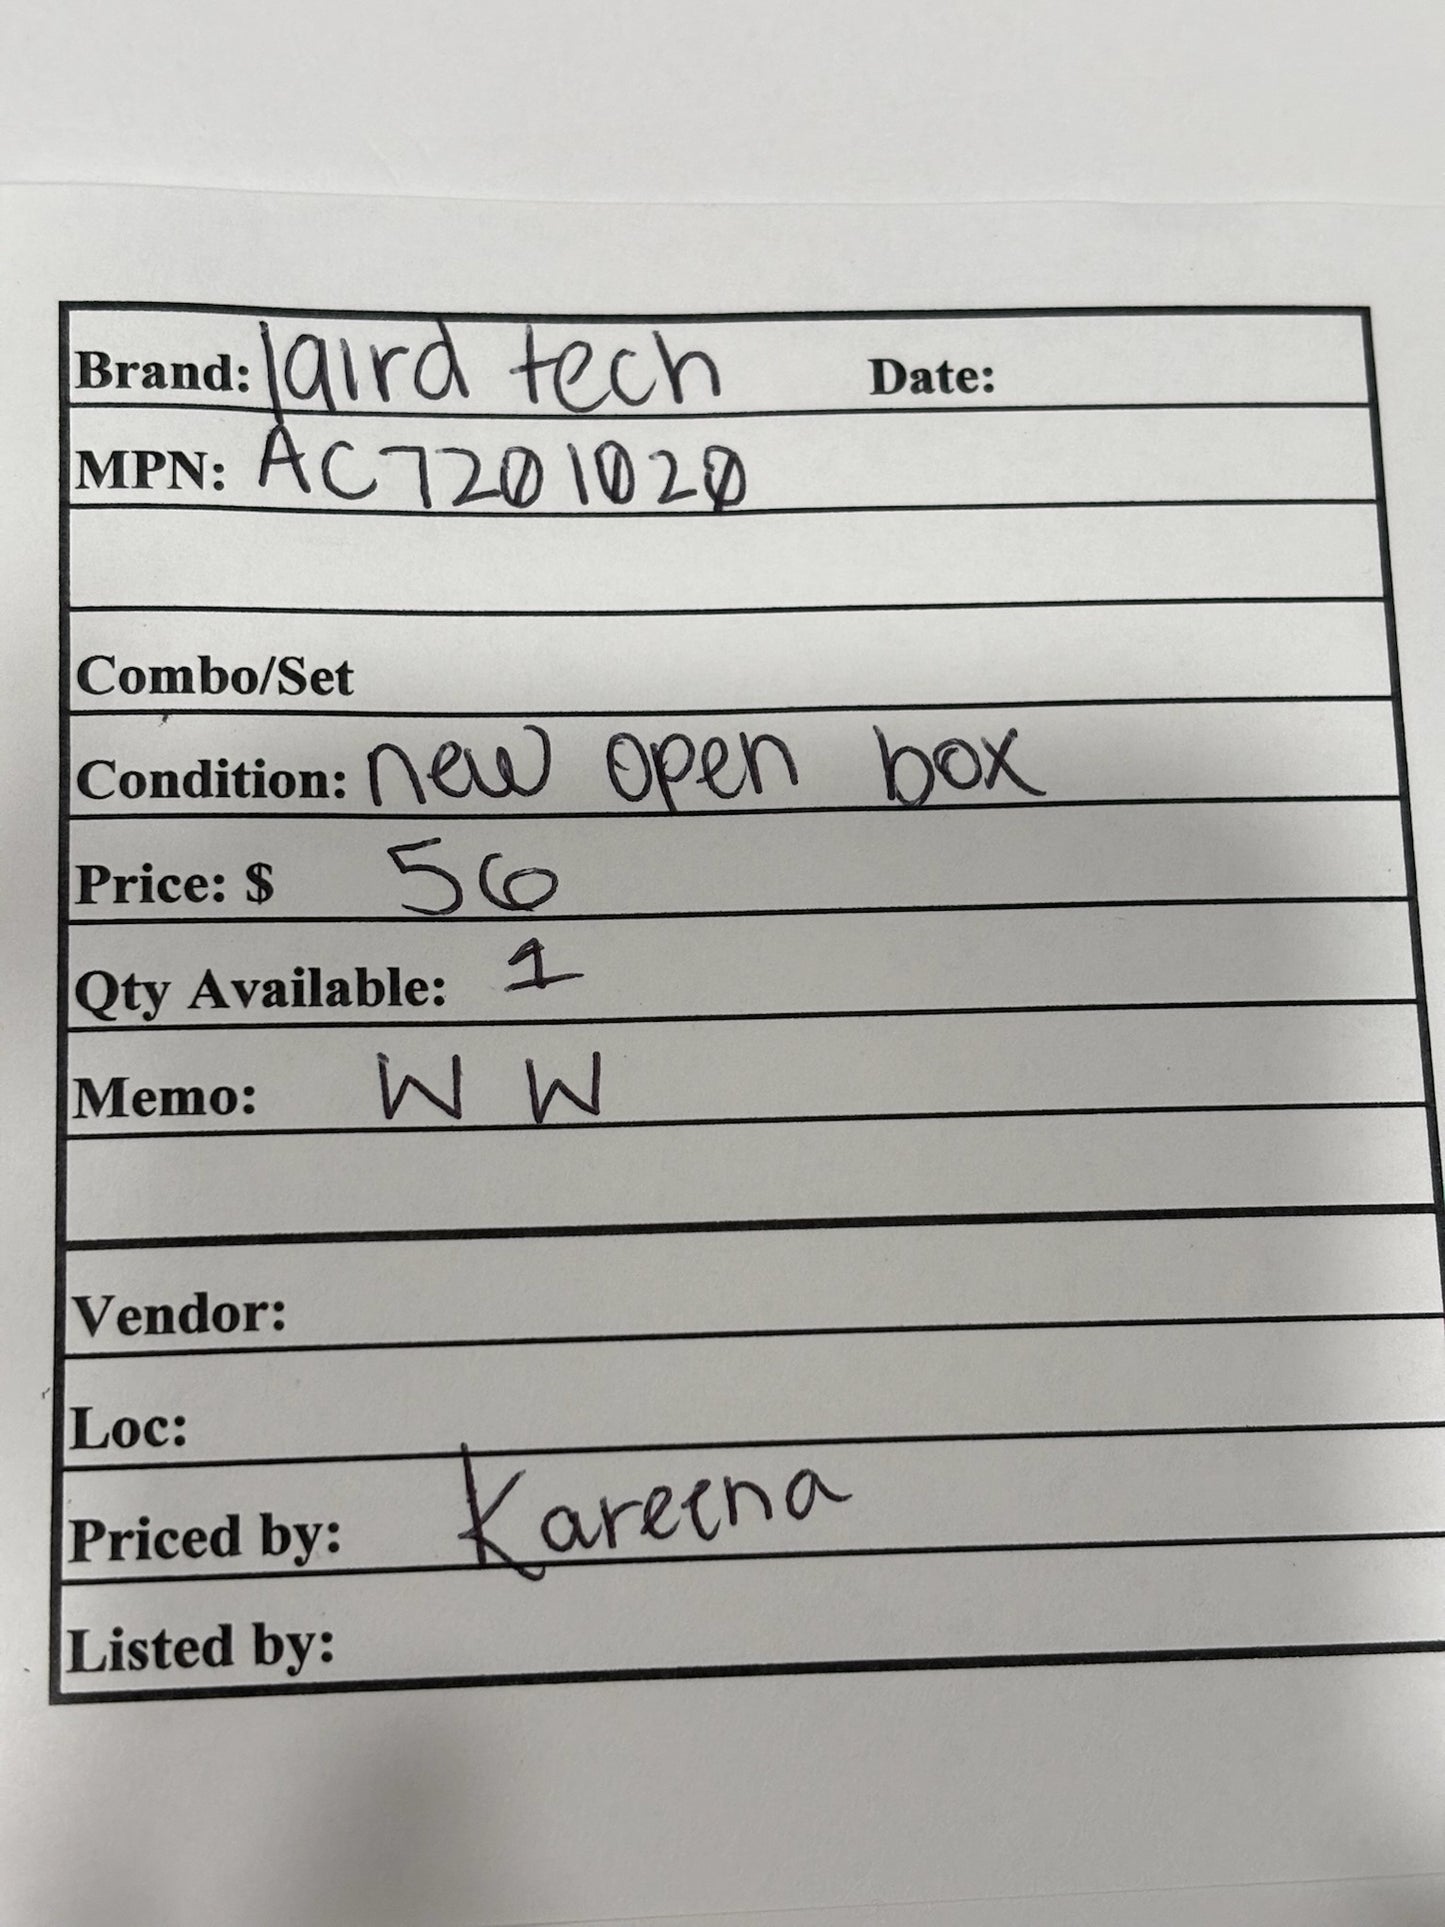 Brand: laird tech Date:
MPN: AC7201020
Combo/Set
Condition: new open box
Price: $ 56
Qty Available: 1
Memo: W W
Vendor:
Loc:
Priced by: Kareena
Listed by: